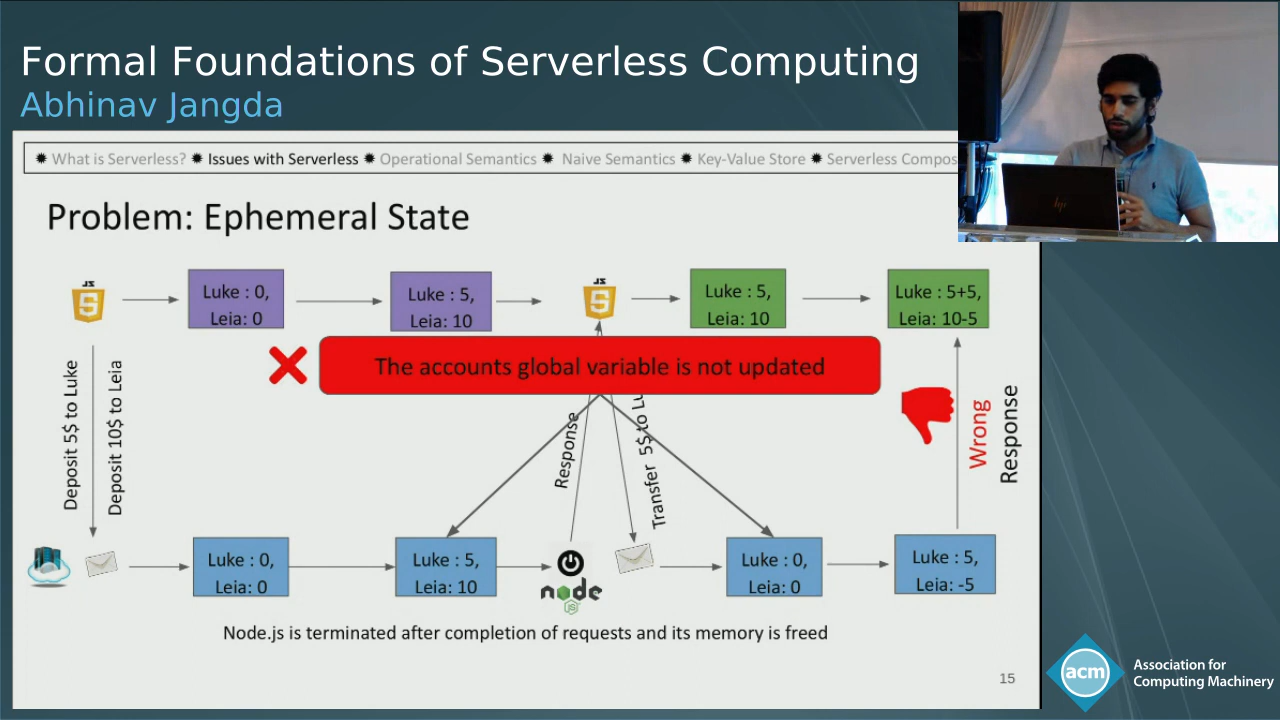 Formal Foundations of Serverless Computing
Abhinav Jangda
✹ What is Serverless? ✹ Issues with Serverless ✹ Operational Semantics ✹ Naive Semantics ✹ Key-Value Store ✹ Serverless Compos
Problem: Ephemeral State
JS
5
Luke : 0,
Leia: 0
Luke : 5,
Leia: 10
JS
5
Luke : 5,
Leia: 10
Luke : 5+5,
Leia: 10-5
The accounts global variable is not updated
Deposit 5$ to Luke
Deposit 10$ to Leia
Response
Transfer 5$ to Lu
Wrong
Response
Luke : 0,
Leia: 0
Luke : 5,
Leia: 10
node
JS
Luke : 0,
Leia: 0
Luke : 5,
Leia: -5
Node.js is terminated after completion of requests and its memory is freed
15
hp
acm
Association for
Computing Machinery